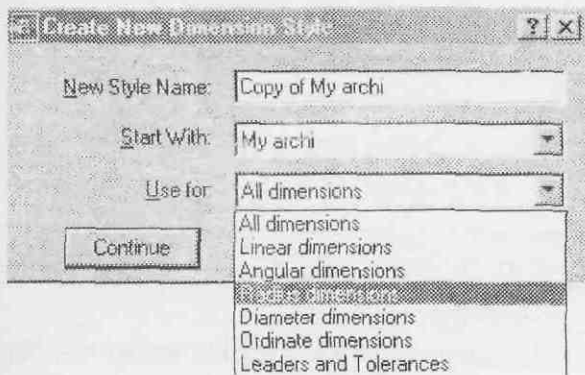 Create New Dimension Style
New Style Name: Copy of My archi
Start With: My archi
Use for: All dimensions
Continue
All dimensions
Linear dimensions
Angular dimensions
Radius dimensions
Diameter dimensions
Ordinate dimensions
Leaders and Tolerances